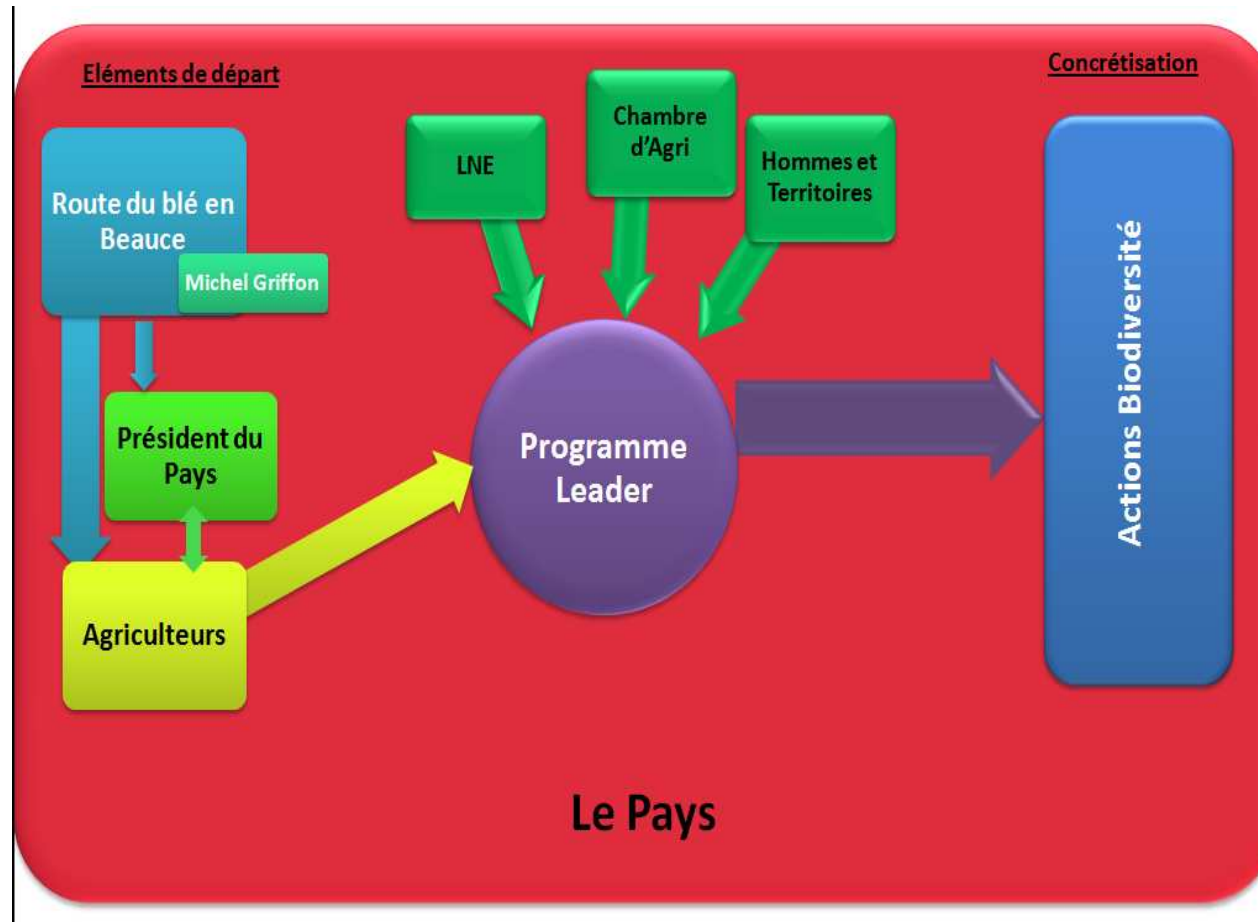 Eléments de départ
Concrétisation
Route du blé en
Beauce
Michel Griffon
Président du
Pays
Agriculteurs
LNE
Chambre
d'Agri
Hommes et
Territoires
Programme
Leader
Actions Biodiversité
Le Pays